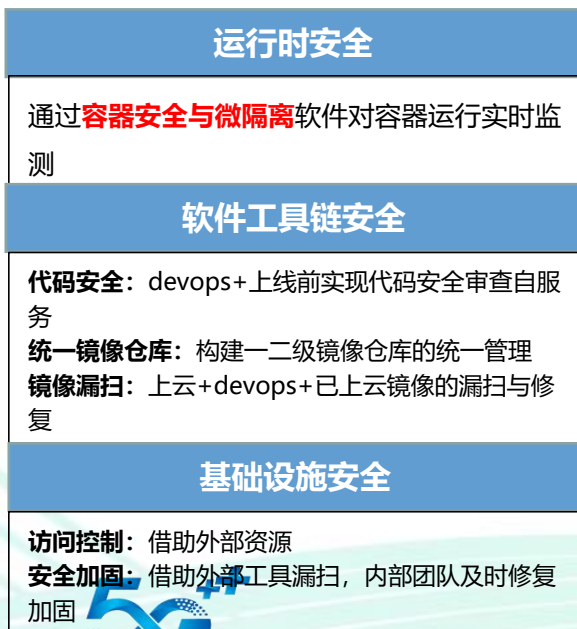 运行时安全
通过容器安全与微隔离软件对容器运行实时监
测
软件工具链安全
代码安全：devops+上线前实现代码安全审查自服
务
统一镜像仓库：构建一二级镜像仓库的统一管理
镜像漏扫：上云+devops+已上云镜像的漏扫与修
复
基础设施安全
访问控制：借助外部资源
安全加固：借助外部工具漏扫，内部团队及时修复
加固
5G++